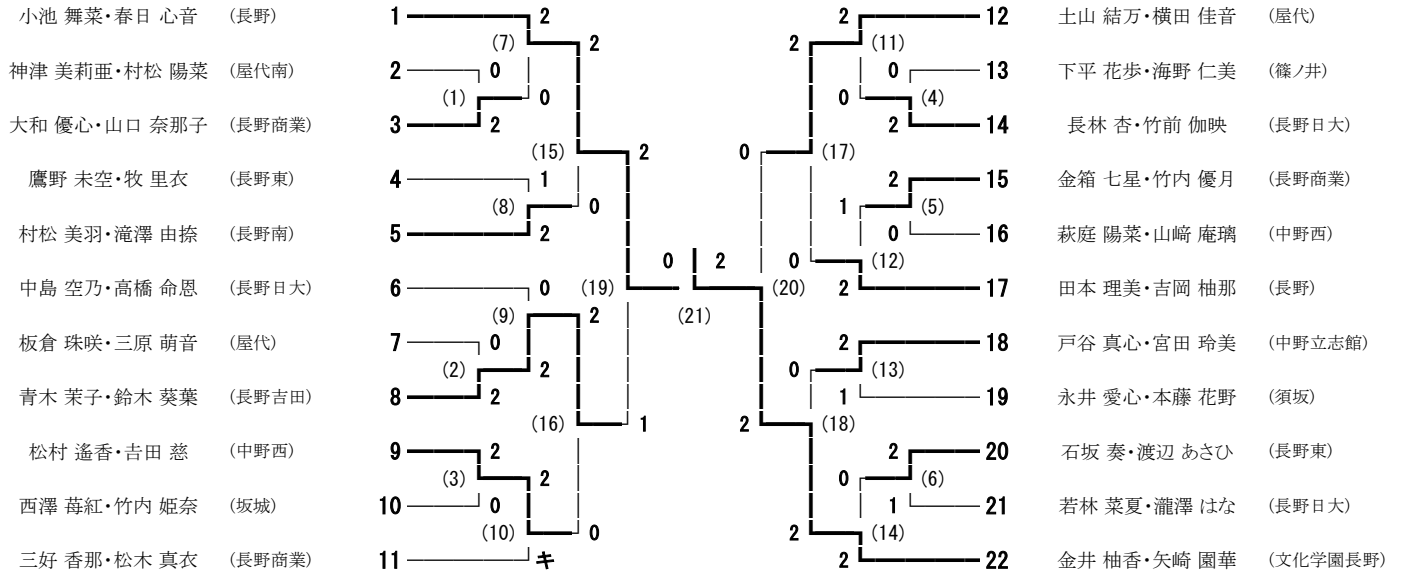 小池 舞菜・春日 心音 (長野) 1 2 2 12 土山 結万・横田 佳音 (屋代)
(7) 2 2 (11)
神津 美莉亜・村松 陽菜 (屋代南) 2 0 0 13 下平 花歩・海野 仁美 (篠ノ井)
(1) 0 0 (4)
大和 優心・山口 奈那子 (長野商業) 3 2 2 14 長林 杏・竹前 伽映 (長野日大)
(15) 2 0 (17)
鷹野 未空・牧 里衣 (長野東) 4 1 2 15 金箱 七星・竹内 優月 (長野商業)
(8) 0 1 (5)
村松 美羽・滝澤 由捺 (長野南) 5 2 0 16 萩庭 陽菜・山﨑 庵璃 (中野西)
0 2 0 (12)
中島 空乃・高橋 命恩 (長野日大) 6 0 (19) (20) 2 17 田本 理美・吉岡 柚那 (長野)
(9) 2 (21)
板倉 珠咲・三原 萌音 (屋代) 7 0 2 18 戸谷 真心・宮田 玲美 (中野立志館)
(2) 2 0 (13)
青木 茉子・鈴木 葵葉 (長野吉田) 8 2 1 19 永井 愛心・本藤 花野 (須坂)
(16) 1 2 (18)
松村 遙香・𠮷田 慈 (中野西) 9 2 2 20 石坂 奏・渡辺 あさひ (長野東)
(3) 2 0 (6)
西澤 苺紅・竹内 姫奈 (坂城) 10 0 1 21 若林 菜夏・瀧澤 はな (長野日大)
(10) 0 2 (14)
三好 香那・松木 真衣 (長野商業) 11 キ 2 22 金井 柚香・矢崎 園華 (文化学園長野)